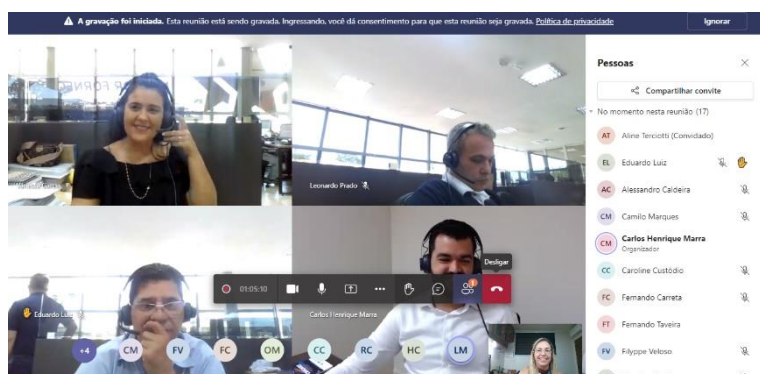 A gravação foi iniciada. Esta reunião está sendo gravada. Ingressando, você dá consentimento para que esta reunião seja gravada. Política de privacidade
Ignorar
Pessoas
Compartilhar convite
No momento nesta reunião (17)
AT Aline Terciotti (Convidado)
EL Eduardo Luiz
AC Alessandro Caldeira
CM Camilo Marques
CM Carlos Henrique Marra
Organizador
CC Caroline Custódio
FC Fernando Carreta
FT Fernando Taveira
FV Filyppe Veloso
Leonardo Prado
Desligar
01:05:10
Eduardo Luiz
Carlos Henrique Marra
+4 CM FV FC OM CC RC HC LM